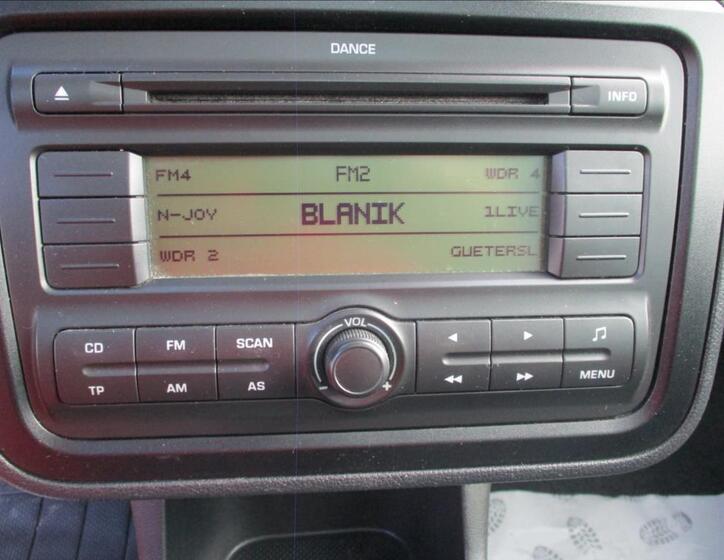 DANCE
INFO
FM4 FM2 WDR 4
N-JOY BLANIK 1LIVE
WDR 2 GUETERSL
CD FM SCAN VOL
TP AM AS - + MENU